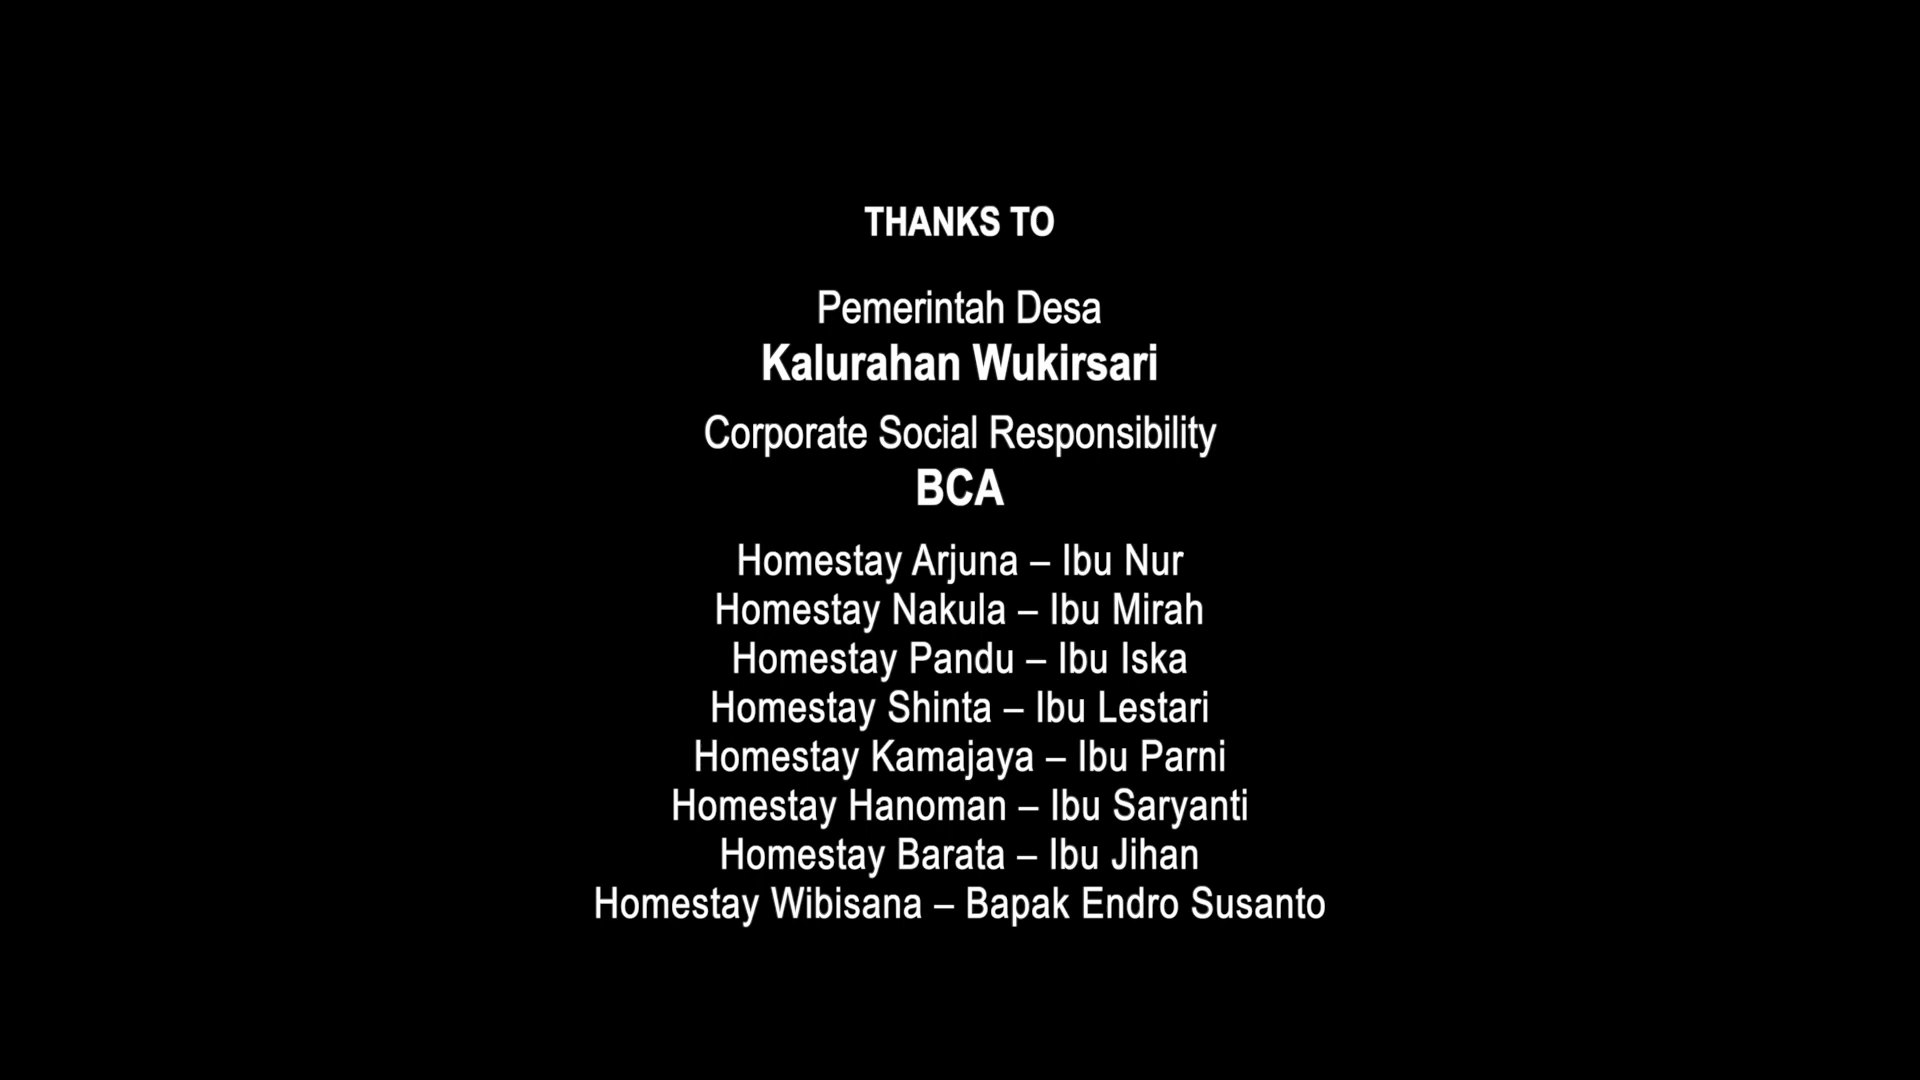 THANKS TO
Pemerintah Desa
Kalurahan Wukirsari
Corporate Social Responsibility
BCA
Homestay Arjuna – Ibu Nur
Homestay Nakula – Ibu Mirah
Homestay Pandu – Ibu Iska
Homestay Shinta – Ibu Lestari
Homestay Kamajaya – Ibu Parni
Homestay Hanoman – Ibu Saryanti
Homestay Barata – Ibu Jihan
Homestay Wibisana – Bapak Endro Susanto